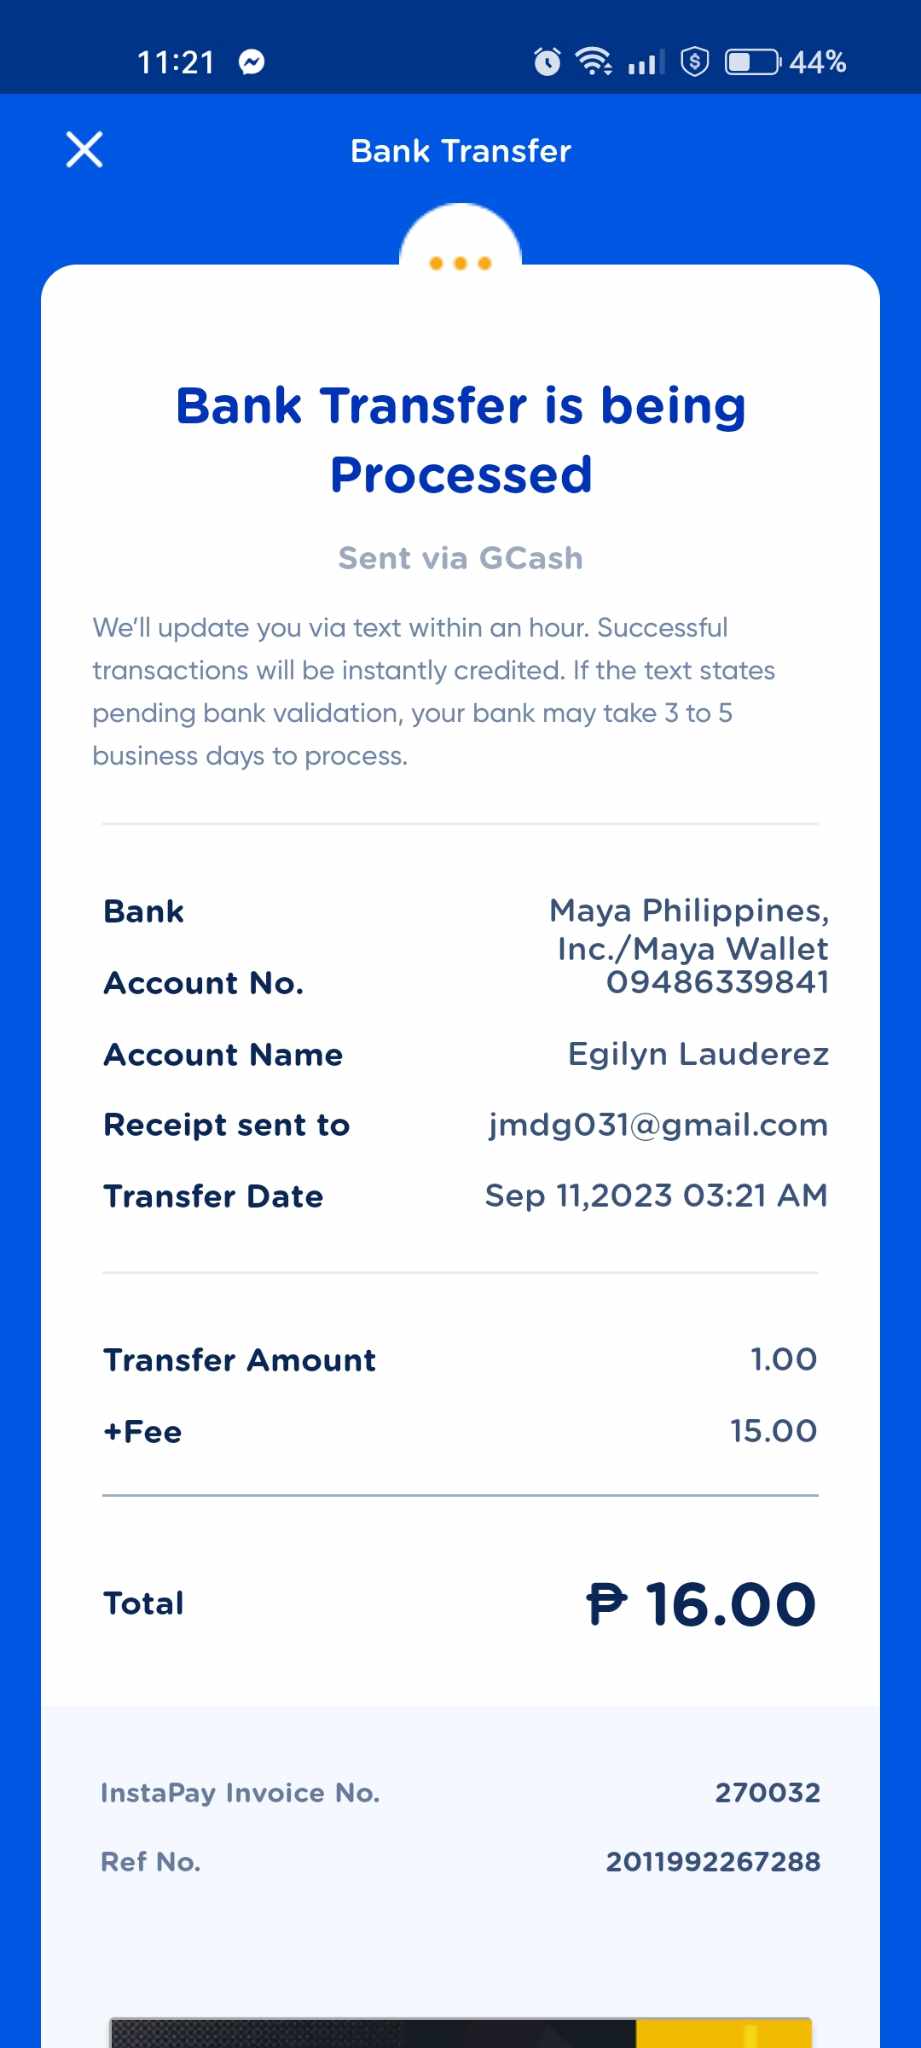 11:21
44%
Bank Transfer
Bank Transfer is being
Processed
Sent via GCash
We'll update you via text within an hour. Successful
transactions will be instantly credited. If the text states
pending bank validation, your bank may take 3 to 5
business days to process.
Bank Maya Philippines,
Inc./Maya Wallet
Account No. 09486339841
Account Name Egilyn Lauderez
Receipt sent to jmdg031@gmail.com
Transfer Date Sep 11,2023 03:21 AM
Transfer Amount 1.00
+Fee 15.00
Total ₱ 16.00
InstaPay Invoice No. 270032
Ref No. 2011992267288